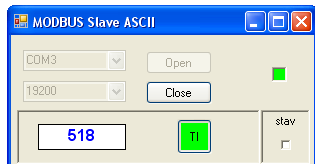 MODBUS Slave ASCII
COM3 Open
19200 Close
518 TI stav